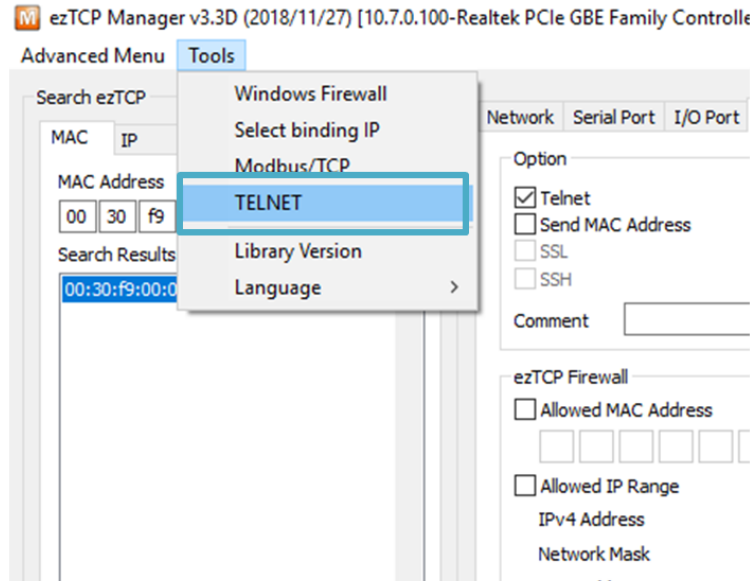 ezTCP Manager v3.3D (2018/11/27) [10.7.0.100-Realtek PCIe GBE Family
Advanced Menu Tools
Search ezTCP
MAC IP
MAC Address
00 30 f9
Search Results
00:30:f9:00:0
Windows Firewall
Select binding IP
Modbus/TCP
TELNET
Library Version
Language
Network Serial Port I/O Port
Option
Telnet
Send MAC Address
SSL
SSH
Comment
ezTCP Firewall
Allowed MAC Address
Allowed IP Range
IPv4 Address
Network Mask